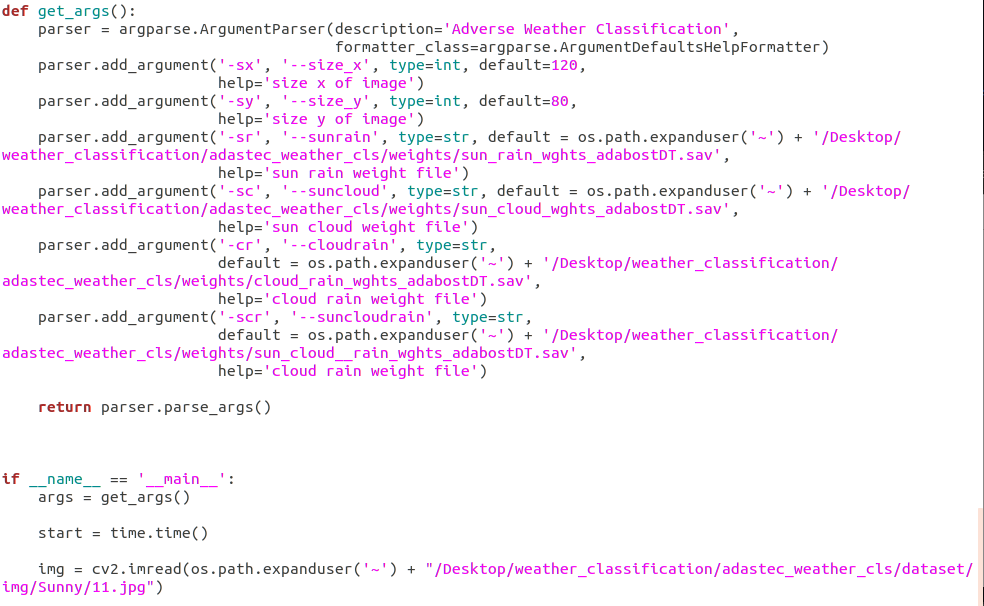 def get_args():
    parser = argparse.ArgumentParser(description='Adverse Weather Classification',
                                     formatter_class=argparse.ArgumentDefaultsHelpFormatter)
    parser.add_argument('-sx', '--size_x', type=int, default=120,
                        help='size x of image')
    parser.add_argument('-sy', '--size_y', type=int, default=80,
                        help='size y of image')
    parser.add_argument('-sr', '--sunrain', type=str, default = os.path.expanduser('~') + '/Desktop/
weather_classification/adastec_weather_cls/weights/sun_rain_wghts_adabostDT.sav',
                        help='sun rain weight file')
    parser.add_argument('-sc', '--suncloud', type=str, default = os.path.expanduser('~') + '/Desktop/
weather_classification/adastec_weather_cls/weights/sun_cloud_wghts_adabostDT.sav',
                        help='sun cloud weight file')
    parser.add_argument('-cr', '--cloudrain', type=str,
                        default = os.path.expanduser('~') + '/Desktop/weather_classification/
adastec_weather_cls/weights/cloud_rain_wghts_adabostDT.sav',
                        help='cloud rain weight file')
    parser.add_argument('-scr', '--suncloudrain', type=str,
                        default = os.path.expanduser('~') + '/Desktop/weather_classification/
adastec_weather_cls/weights/sun_cloud__rain_wghts_adabostDT.sav',
                        help='cloud rain weight file')

    return parser.parse_args()

if __name__ == '__main__':
    args = get_args()

    start = time.time()

    img = cv2.imread(os.path.expanduser('~') + "/Desktop/weather_classification/adastec_weather_cls/dataset/
img/Sunny/11.jpg")